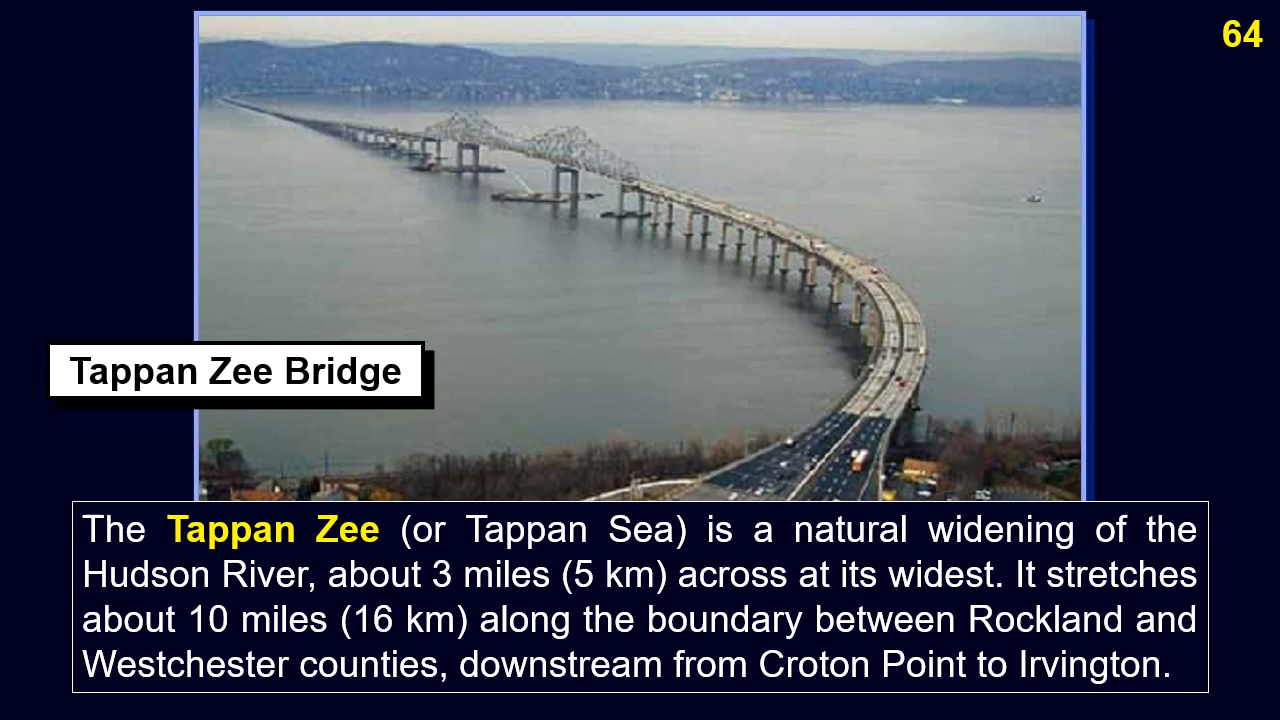 64
Tappan Zee Bridge
The Tappan Zee (or Tappan Sea) is a natural widening of the
Hudson River, about 3 miles (5 km) across at its widest. It stretches
about 10 miles (16 km) along the boundary between Rockland and
Westchester counties, downstream from Croton Point to Irvington.